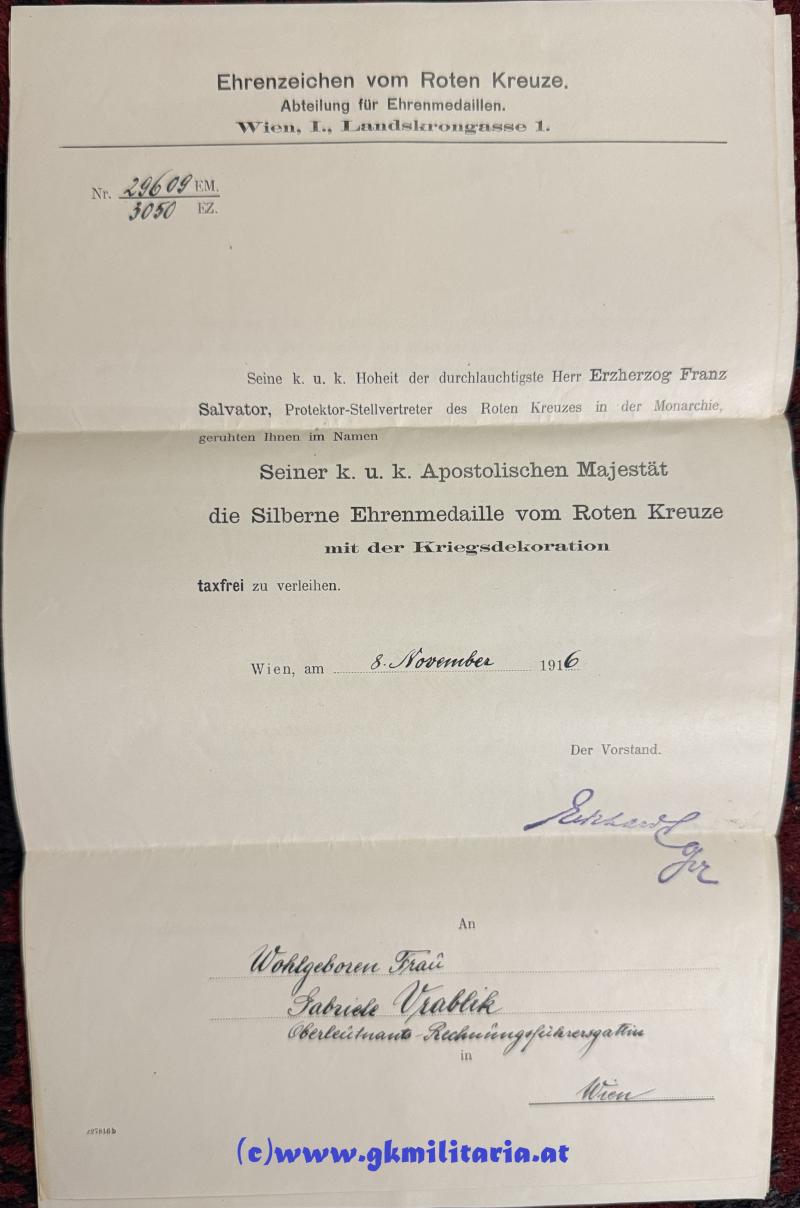 Ehrenzeichen vom Roten Kreuze.
Abteilung für Ehrenmedaillen.
Wien, I., Landskrongasse 1.
Nr. 29609 EM.
3050 EZ.
Seine k. u. k. Hoheit der durchlauchtigste Herr Erzherzog Franz
Salvator, Protektor-Stellvertreter des Roten Kreuzes in der Monarchie,
geruhten Ihnen im Namen
Seiner k. u. k. Apostolischen Majestät
die Silberne Ehrenmedaille vom Roten Kreuze
mit der Kriegsdekoration
taxfrei zu verleihen.
Wien, am 8. November 1916
Der Vorstand.
An
Wohlgeboren Frau
Gabriele Vrablik
Oberleutnants-Rechnungsführersgattin
in
Wien
(c)www.gkmilitaria.at